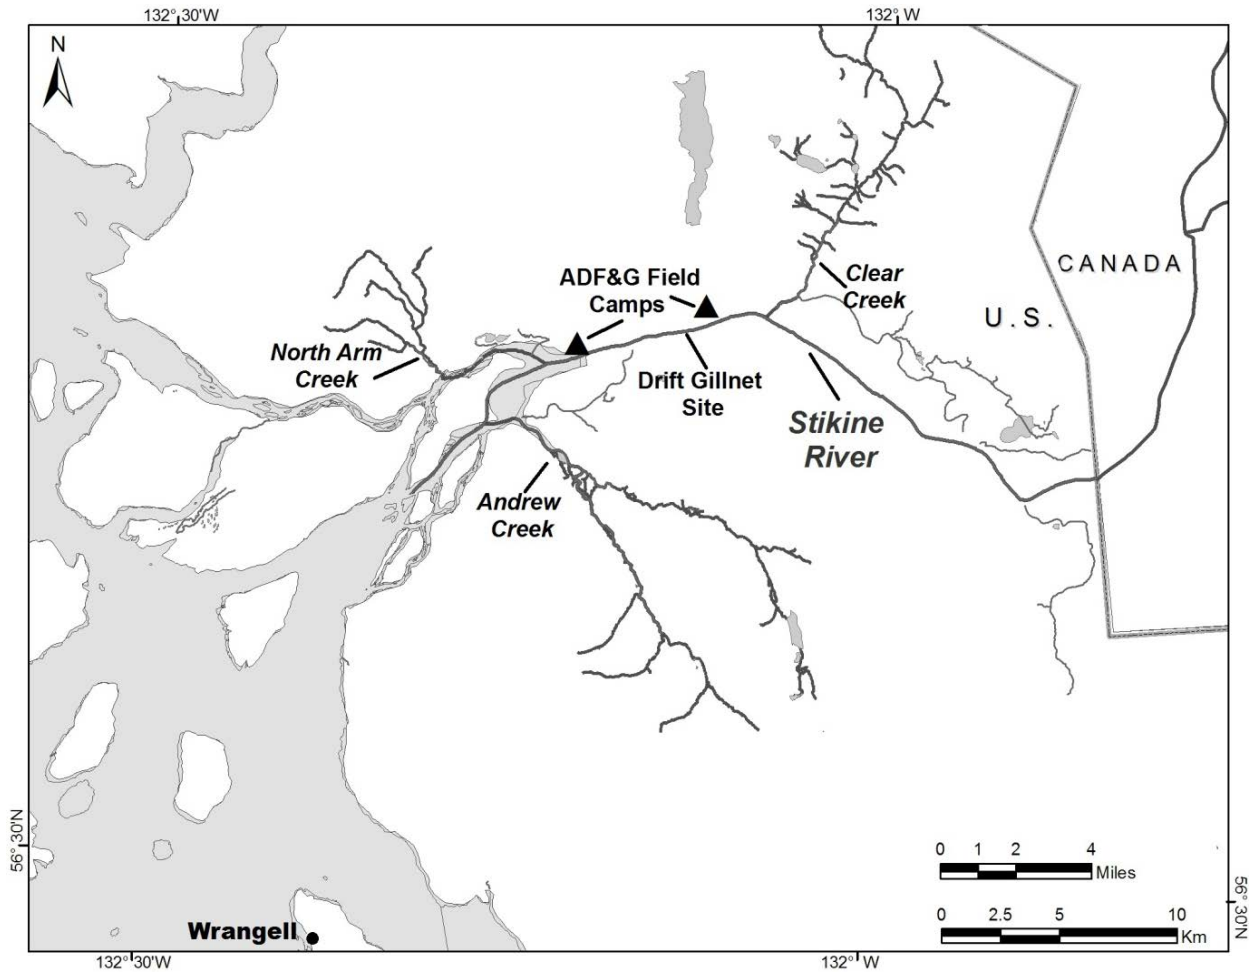 132° 30'W
132° W
N
CANADA
ADF&G Field
Camps
Clear
Creek
U.S.
North Arm
Creek
Drift Gillnet
Site
Stikine
River
Andrew
Creek
56° 30'N
0 1 2 4
Miles
0 2.5 5 10
Km
56° 30'N
Wrangell
132° 30'W
132° W